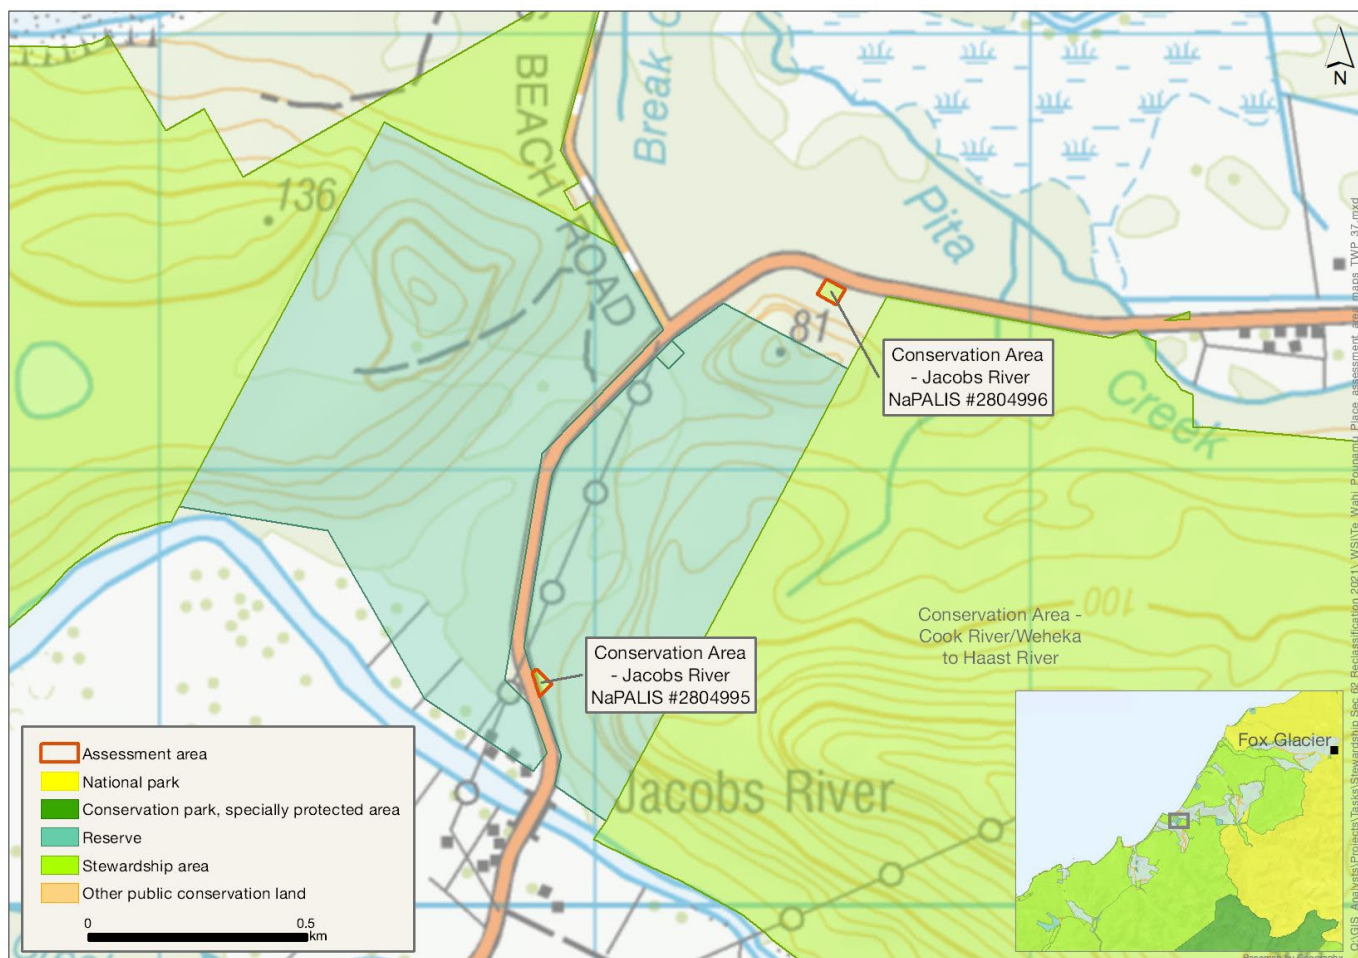 BEACH
ROAD
Break
N
136
Pita
81
Conservation Area
- Jacobs River
NaPALIS #2804996
Creek
100
Conservation Area -
Cook River/Weheka
to Haast River
Conservation Area
- Jacobs River
NaPALIS #2804995
Jacobs River
Fox Glacier
Assessment area
National park
Conservation park, specially protected area
Reserve
Stewardship area
Other public conservation land
0
0.5
km